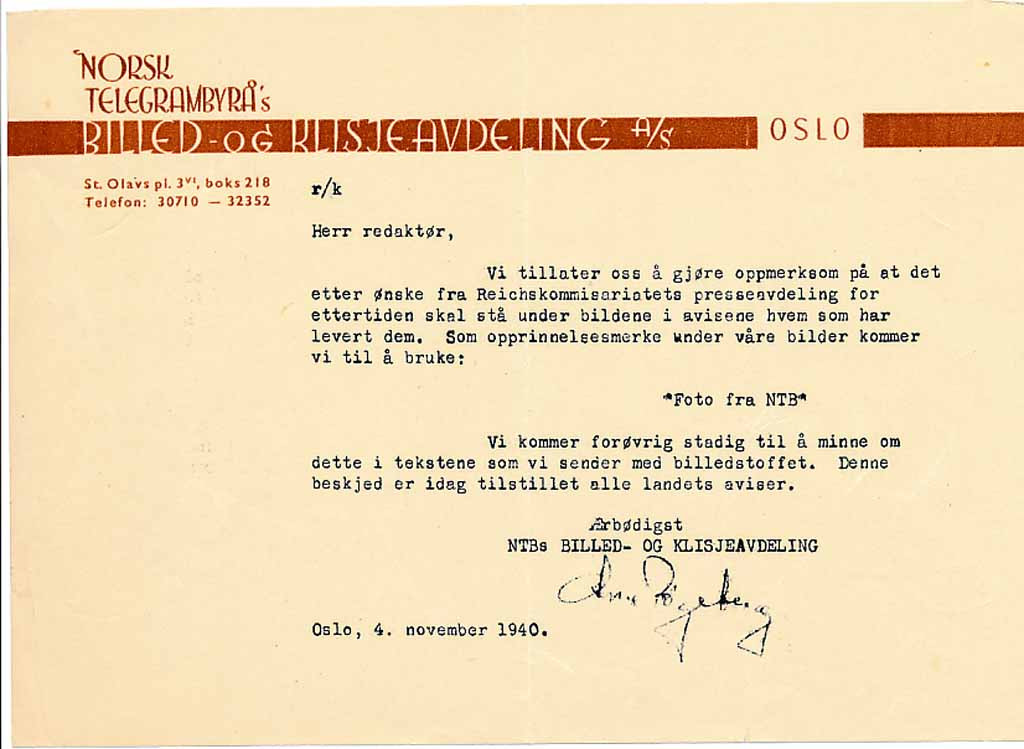 NORSK
TELEGRAMBYRÅ's
BILLED-OG KLISJEAVDELING A/S OSLO
St. Olavs pl. 3VI, boks 218
Telefon: 30710 — 32352
r/k
Herr redaktør,
Vi tillater oss å gjøre oppmerksom på at det
etter ønske fra Reichskommisariatets presseavdeling for
ettertiden skal stå under bildene i avisene hvem som har
levert dem. Som opprinnelsesmerke under våre bilder kommer
vi til å bruke:
"Foto fra NTB"
Vi kommer forøvrig stadig til å minne om
dette i tekstene som vi sender med billedstoffet. Denne
beskjed er idag tilstillet alle landets aviser.
Ærbødigst
NTBs BILLED- OG KLISJEAVDELING
Oslo, 4. november 1940.